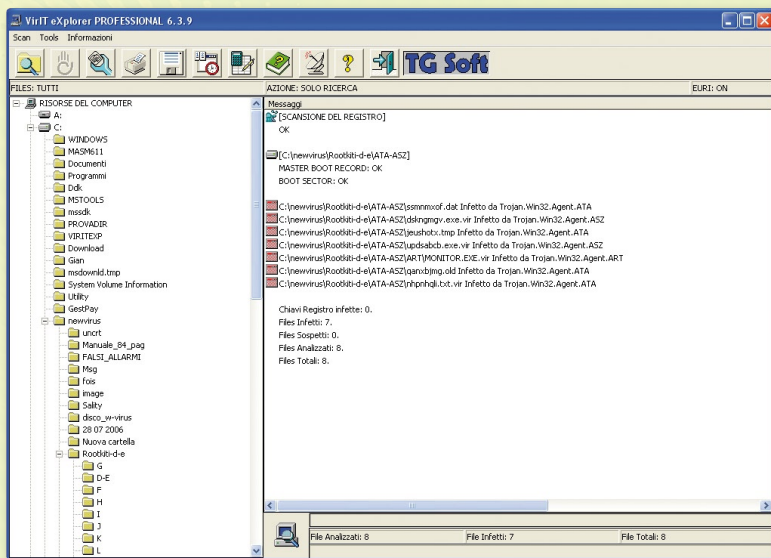 VirIT eXplorer PROFESSIONAL 6.3.9
Scan Tools Informazioni
TG Soft
FILES: TUTTI
AZIONE: SOLO RICERCA
EURI: ON
RISORSE DEL COMPUTER
A:
C:
WINDOWS
MASM611
Documenti
Programmi
Ddk
MSTOOLS
mssdk
PROVADIR
VIRITEXP
Download
Gian
msdownld.tmp
System Volume Information
Utility
GestPay
newvirus
uncrt
Manuale_84_pag
FALSI_ALLARMI
Msg
fois
image
Sality
disco_w-virus
28 07 2006
Nuova cartella
Rootkiti-d-e
G
D-E
F
H
I
J
K
L
Messaggi
[SCANSIONE DEL REGISTRO]
OK
[C:\newvirus\Rootkiti-d-e\ATA-ASZ]
MASTER BOOT RECORD: OK
BOOT SECTOR: OK
C:\newvirus\Rootkiti-d-e\ATA-ASZ\ssmnmxof.dat Infetto da Trojan.Win32.Agent.ATA
C:\newvirus\Rootkiti-d-e\ATA-ASZ\dskngmgv.exe.vir Infetto da Trojan.Win32.Agent.ASZ
C:\newvirus\Rootkiti-d-e\ATA-ASZ\jeushotx.tmp Infetto da Trojan.Win32.Agent.ATA
C:\newvirus\Rootkiti-d-e\ATA-ASZ\updsabcb.exe.vir Infetto da Trojan.Win32.Agent.ASZ
C:\newvirus\Rootkiti-d-e\ATA-ASZ\ART\MONITOR.EXE.vir Infetto da Trojan.Win32.Agent.ART
C:\newvirus\Rootkiti-d-e\ATA-ASZ\qanxbjmg.old Infetto da Trojan.Win32.Agent.ATA
C:\newvirus\Rootkiti-d-e\ATA-ASZ\nhpnhqli.txt.vir Infetto da Trojan.Win32.Agent.ATA
Chiavi Registro infette: 0.
Files Infetti: 7.
Files Sospetti: 0.
Files Analizzati: 8.
Files Totali: 8.
File Analizzati: 8
File Infetti: 7
File Totali: 8